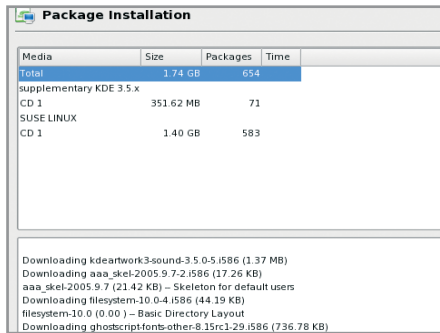 Package Installation
Media Size Packages Time
Total 1.74 GB 654
supplementary KDE 3.5.x
CD 1 351.62 MB 71
SUSE LINUX
CD 1 1.40 GB 583
Downloading kdeartwork3-sound-3.5.0-5.i586 (1.37 MB)
Downloading aaa_skel-2005.9.7-2.i586 (17.26 KB)
aaa_skel-2005.9.7 (21.42 KB) -- Skeleton for default users
Downloading filesystem-10.0-4.i586 (44.19 KB)
filesystem-10.0 (0.00 ) -- Basic Directory Layout
Downloading ghostscript-fonts-other-8.15rc1-29.i586 (736.78 KB)